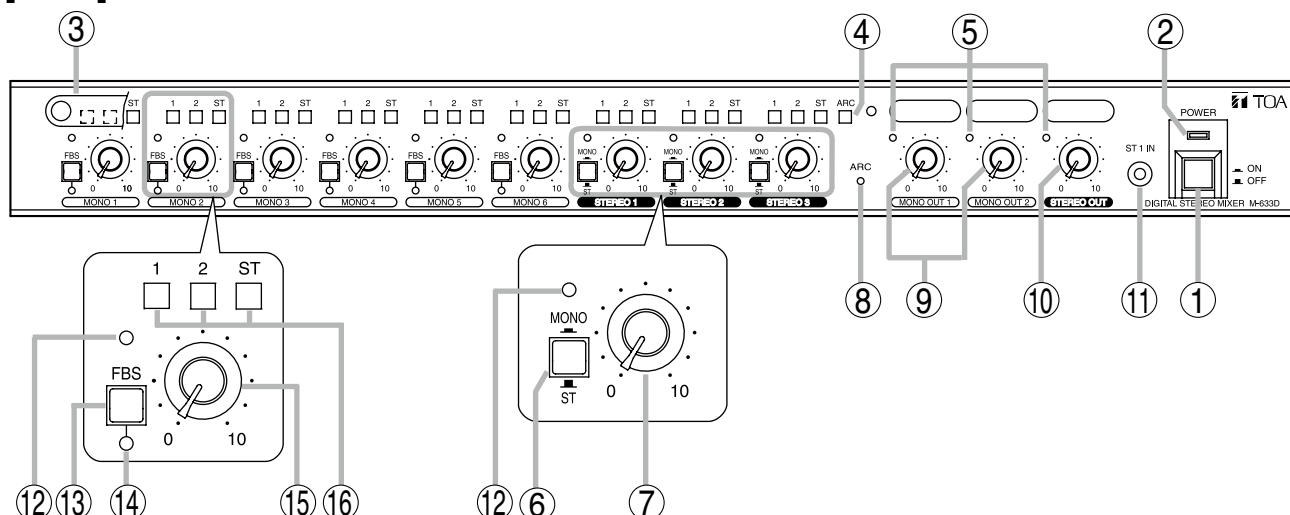 ③ ④ ⑤ ②
ST 1 2 ST 1 2 ST 1 2 ST 1 2 ST 1 2 ST 1 2 ST 1 2 ST 1 2 ST ARC
TOA
POWER
FBS FBS FBS FBS FBS FBS MONO MONO MONO ARC ST 1 IN
ON
OFF
ST ST ST
0 10 0 10 0 10 0 10 0 10 0 10 0 10 0 10 0 10 0 10 0 10 0 10
MONO 1 MONO 2 MONO 3 MONO 4 MONO 5 MONO 6 STEREO 1 STEREO 2 STEREO 3 MONO OUT 1 MONO OUT 2 STEREO OUT DIGITAL STEREO MIXER M-633D
⑧ ⑨ ⑩ ⑪ ①
1 2 ST
⑫
FBS
0 10
⑫ ⑬ ⑭ ⑮ ⑯
⑫
MONO
ST
0 10
⑫ ⑥ ⑦